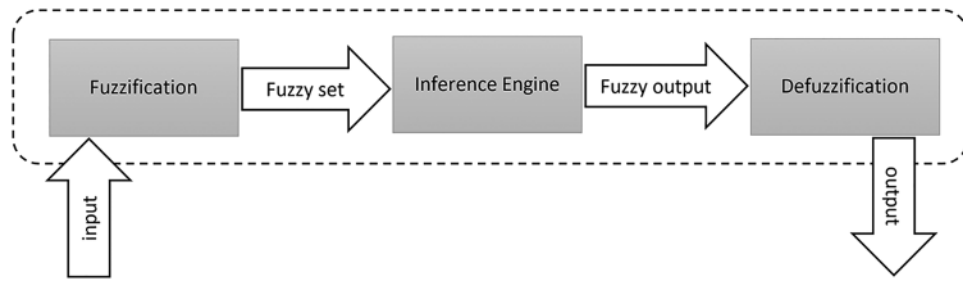 Fuzzification
Fuzzy set
Inference Engine
Fuzzy output
Defuzzification
input
output